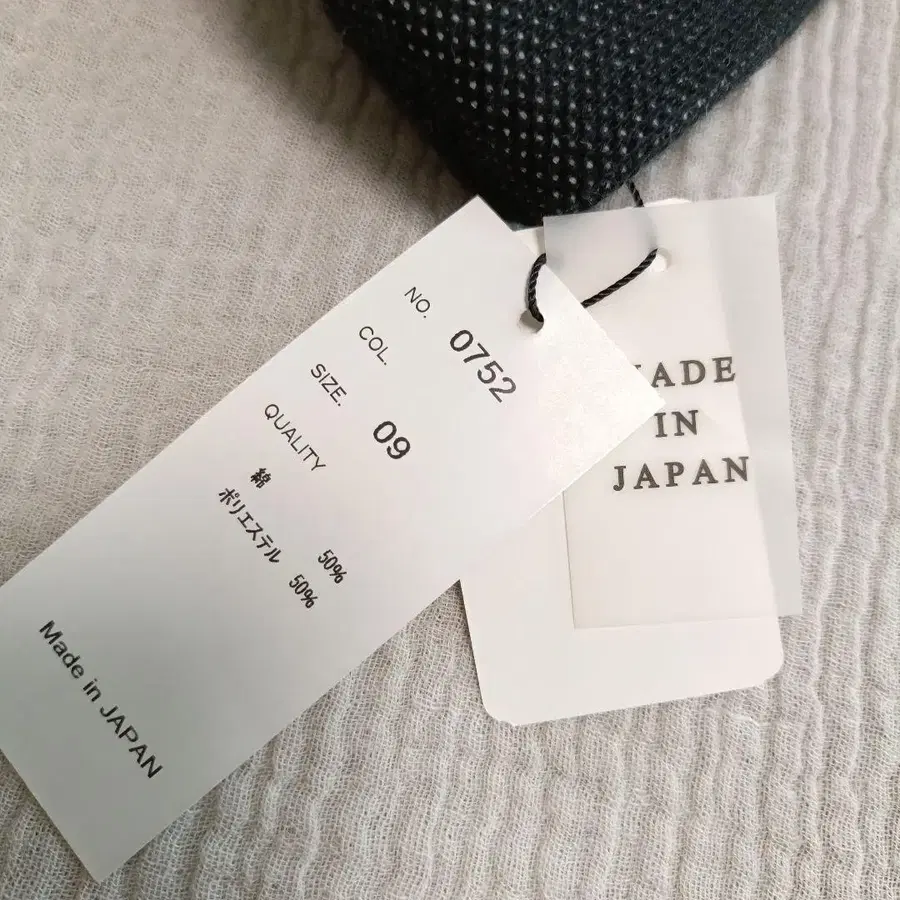 NO. 0752
COL.
SIZE. 09
QUALITY
綿 50%
ポリエステル 50%
Made in JAPAN
MADE
IN
JAPAN